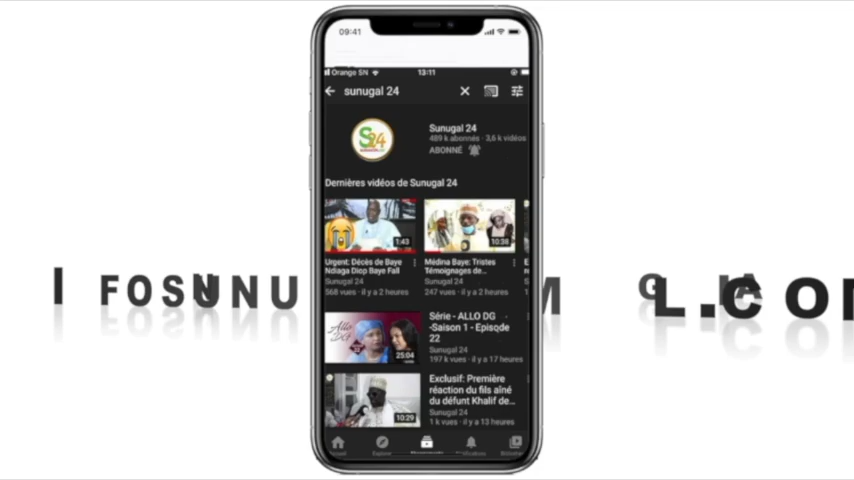 09:41
Orange SN
13:11
sunugal 24
S24
Sunugal 24
489 k abonnés · 3,6 k vidéos
ABONNÉ
Dernières vidéos de Sunugal 24
1:43
10:38
Urgent: Décès de Baye
Ndiaga Diop Baye Fall
Sunugal 24
568 vues · il y a 2 heures
Médina Baye: Tristes
Témoignages de...
Sunugal 24
247 vues · il y a 2 heures
Allo
DG
25:04
Série - ALLO DG
-Saison 1 - Episode
22
Sunugal 24
197 k vues · il y a 17 heures
10:29
Exclusif: Première
réaction du fils aîné
du défunt Khalif de...
Sunugal 24
1 k vues · il y a 13 heures
I FOSUNU
M
L.COM